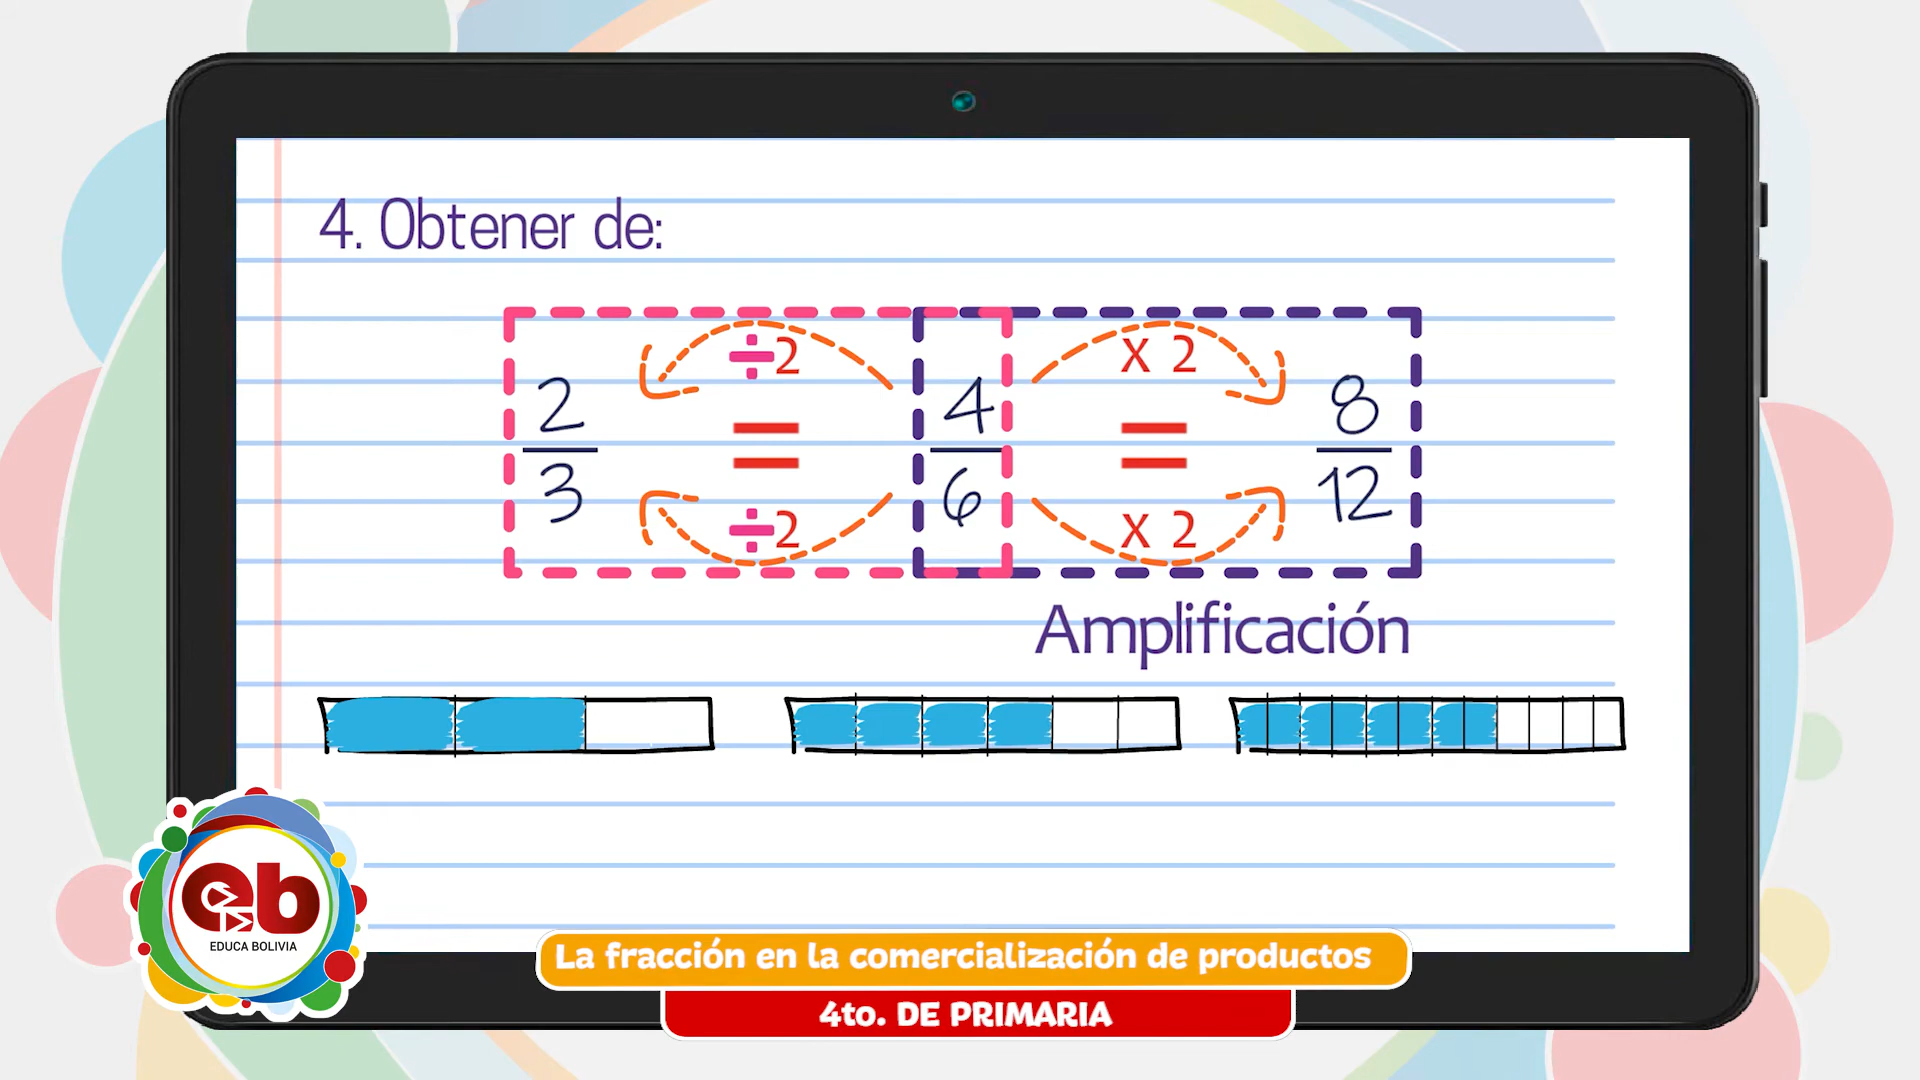 4. Obtener de:
÷2 x 2
2/3 = 4/6 = 8/12
÷2 x 2
Amplificación
eb
EDUCA BOLIVIA
La fracción en la comercialización de productos
4to. DE PRIMARIA